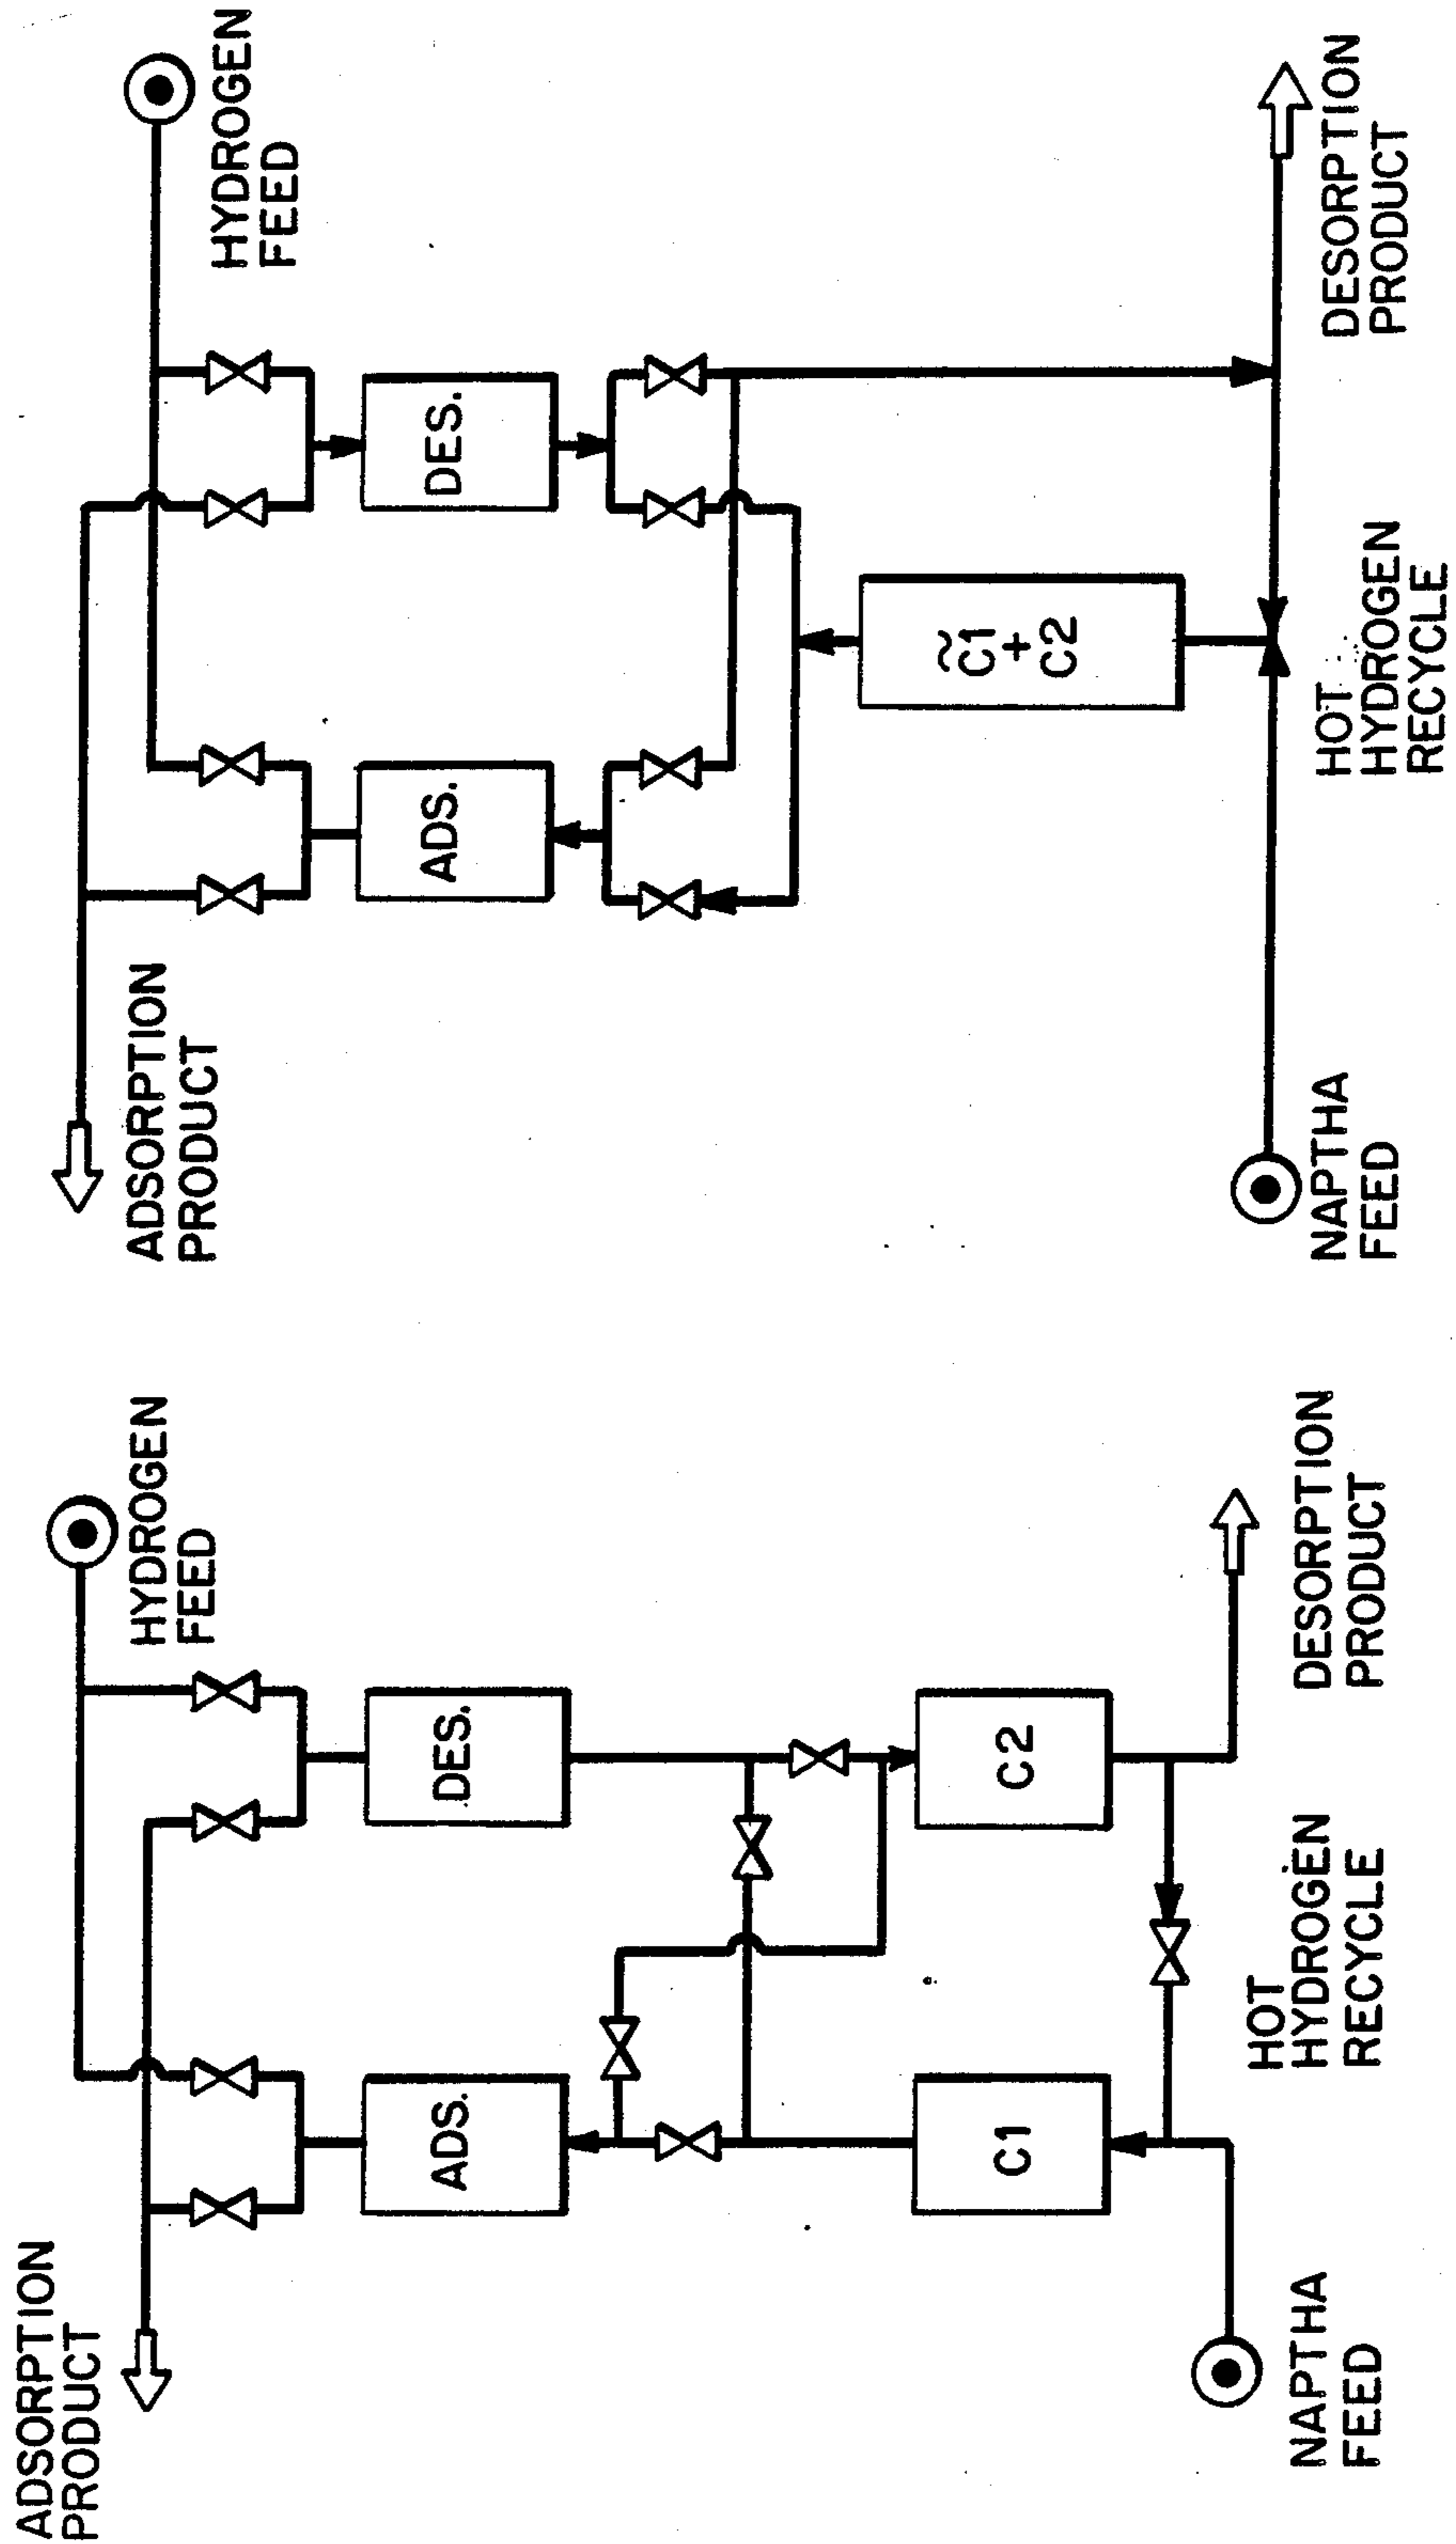 ADSORPTION
PRODUCT
HYDROGEN
FEED
ADS.
DES.
C1
C2
HOT
HYDROGEN
RECYCLE
NAPTHA
FEED
DESORPTION
PRODUCT
ADSORPTION
PRODUCT
HYDROGEN
FEED
ADS.
DES.
C̃1
+
C2
NAPTHA
FEED
HOT
HYDROGEN
RECYCLE
DESORPTION
PRODUCT